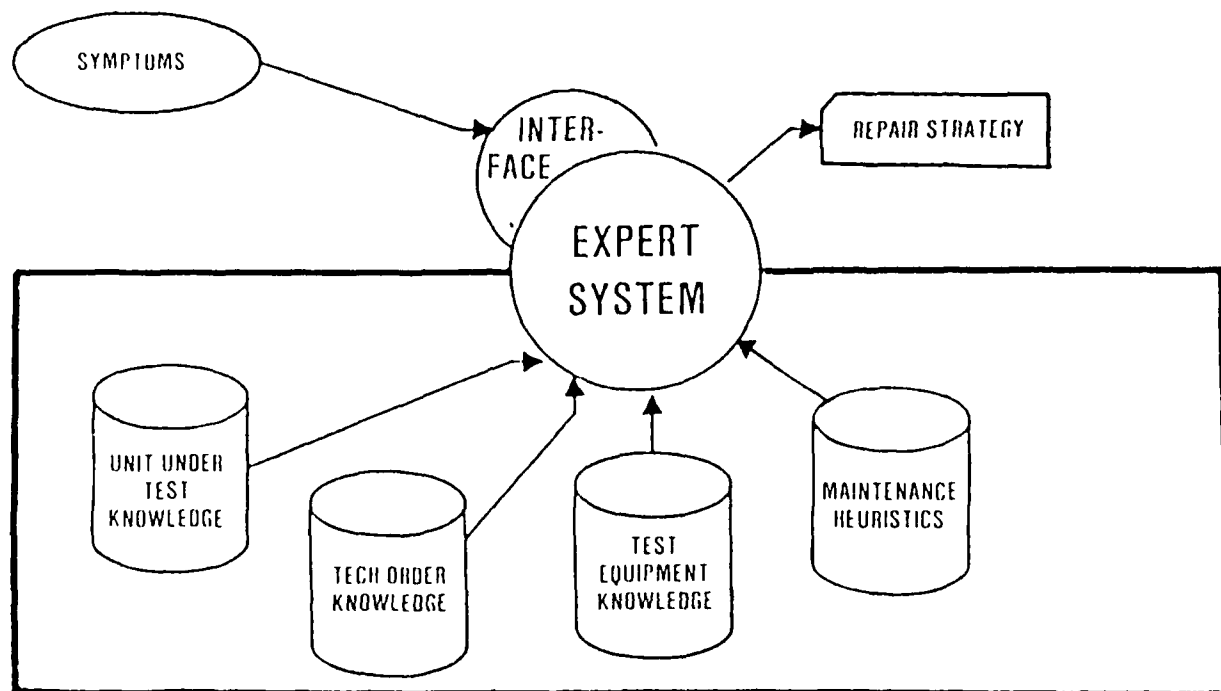 SYMPTOMS
INTER-
FACE
REPAIR STRATEGY
EXPERT
SYSTEM
UNIT UNDER
TEST
KNOWLEDGE
TECH ORDER
KNOWLEDGE
TEST
EQUIPMENT
KNOWLEDGE
MAINTENANCE
HEURISTICS